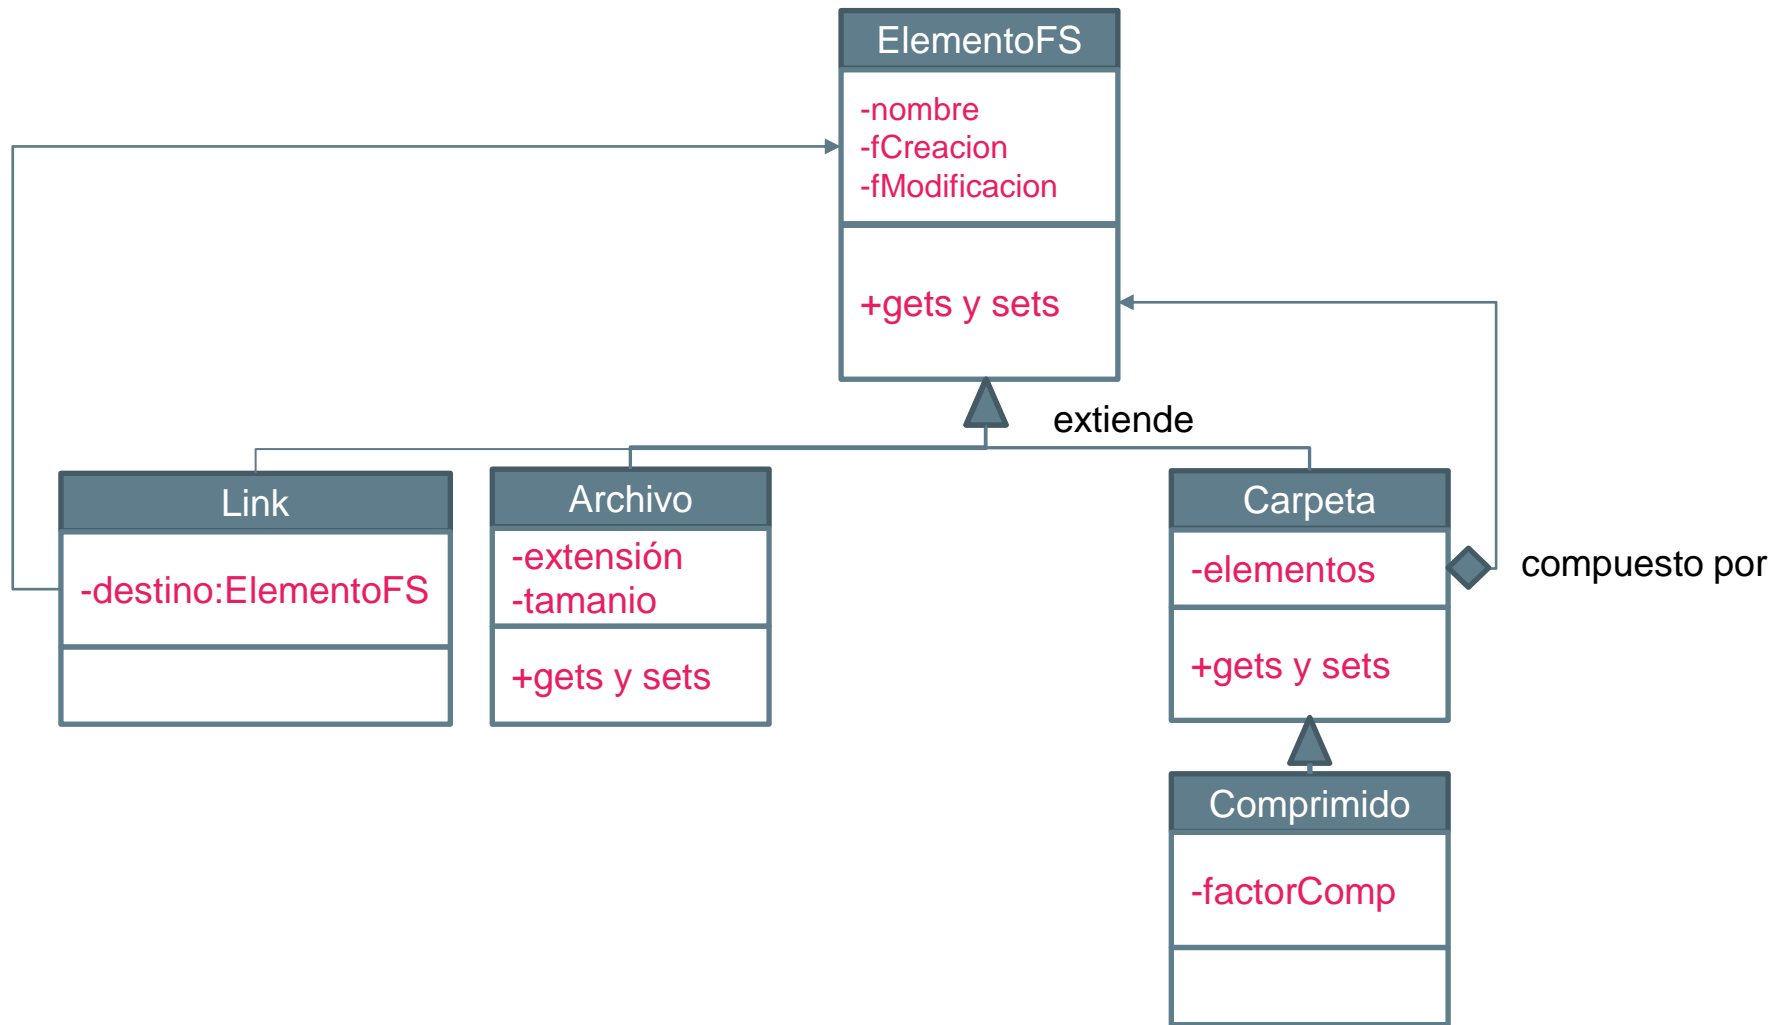 ElementoFS
-nombre
-fCreacion
-fModificacion
+gets y sets
extiende
Link
-destino:ElementoFS
Archivo
-extensión
-tamanio
+gets y sets
Carpeta
-elementos
+gets y sets
compuesto por
Comprimido
-factorComp